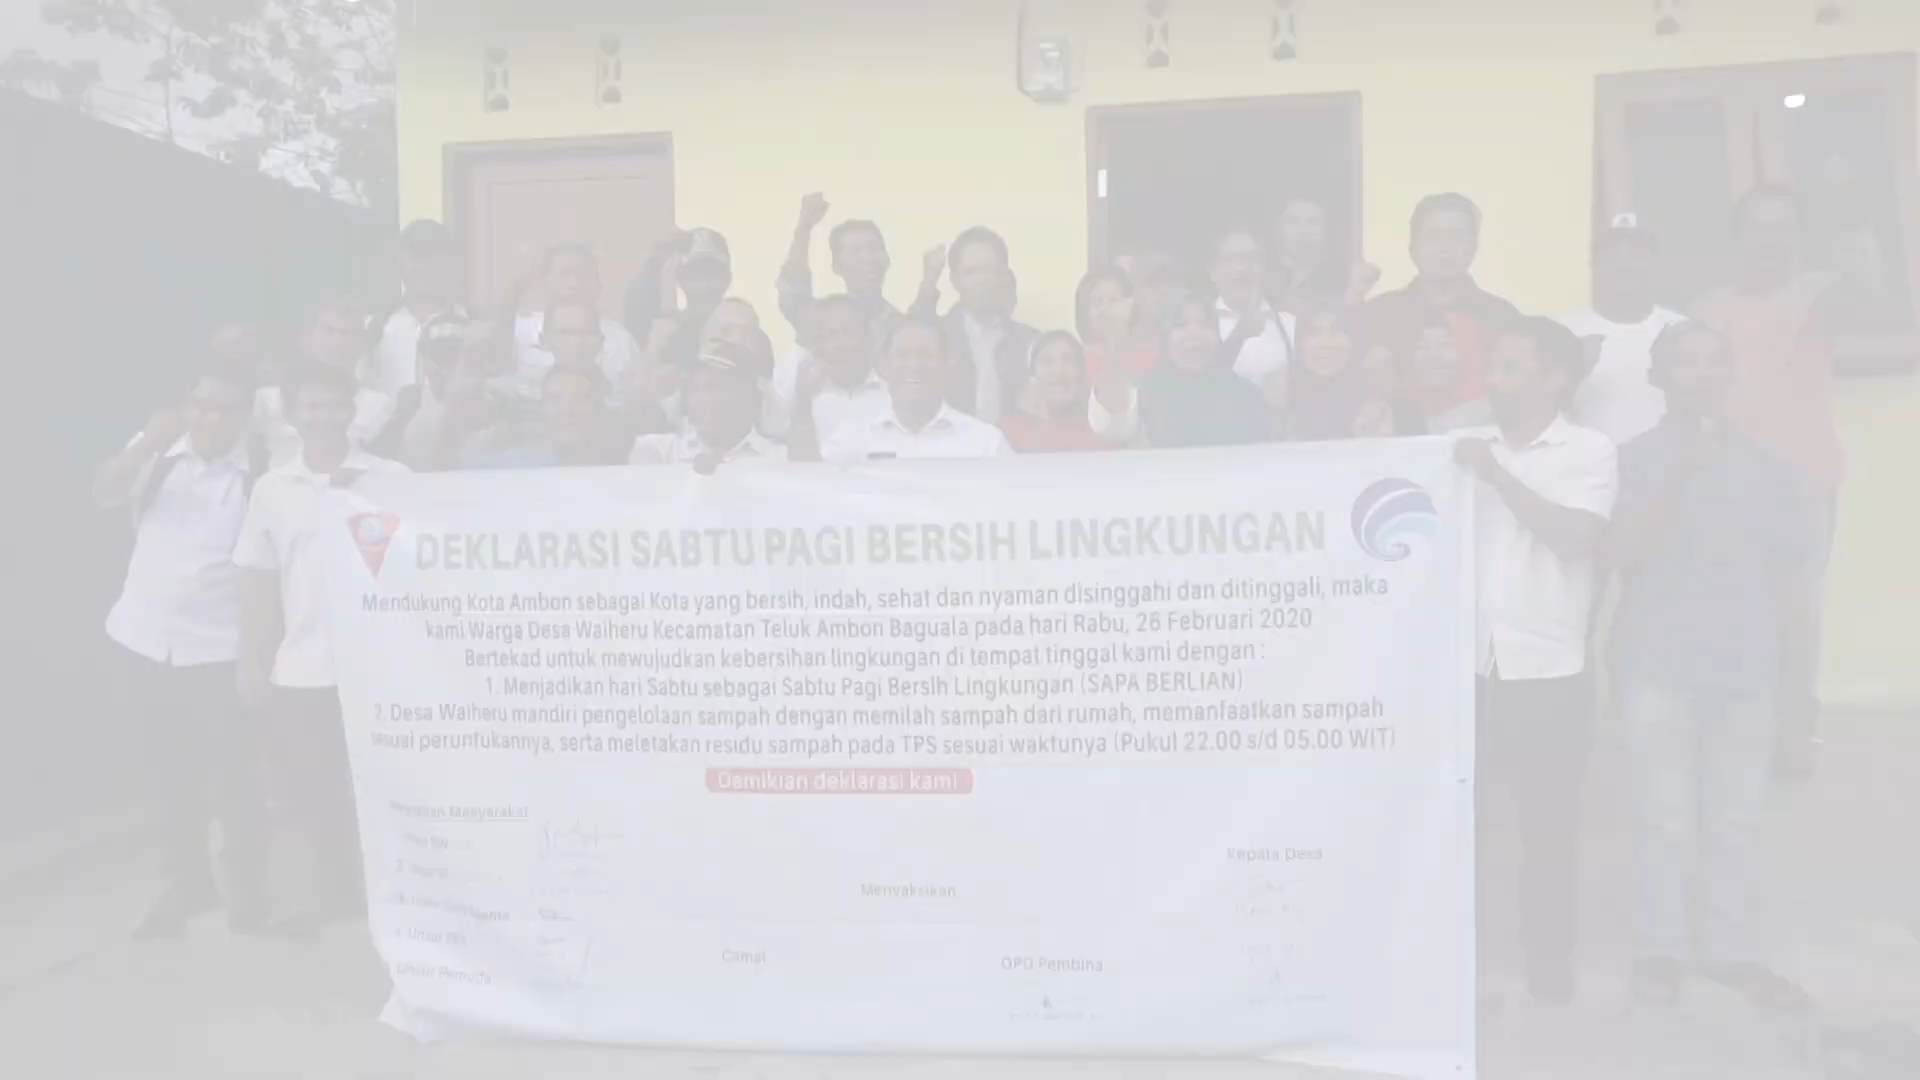 DEKLARASI SABTU PAGI BERSIH LINGKUNGAN
Mendukung Kota Ambon sebagai Kota yang bersih, indah, sehat dan nyaman disinggahi dan ditinggali, maka
kami Warga Desa Waiheru Kecamatan Teluk Ambon Baguala pada hari Rabu, 26 Februari 2020
Bertekad untuk mewujudkan kebersihan lingkungan di tempat tinggal kami dengan :
1. Menjadikan hari Sabtu sebagai Sabtu Pagi Bersih Lingkungan (SAPA BERLIAN)
2. Desa Waiheru mandiri pengelolaan sampah dengan memilah sampah dari rumah, memanfaatkan sampah
sesuai peruntukannya, serta meletakan residu sampah pada TPS sesuai waktunya (Pukul 22.00 s/d 05.00 WIT)
Demikian deklarasi kami
Masyarakat
Kepala Desa
Menyaksikan
Camat
OPD Pembina
Unsur Pemuda